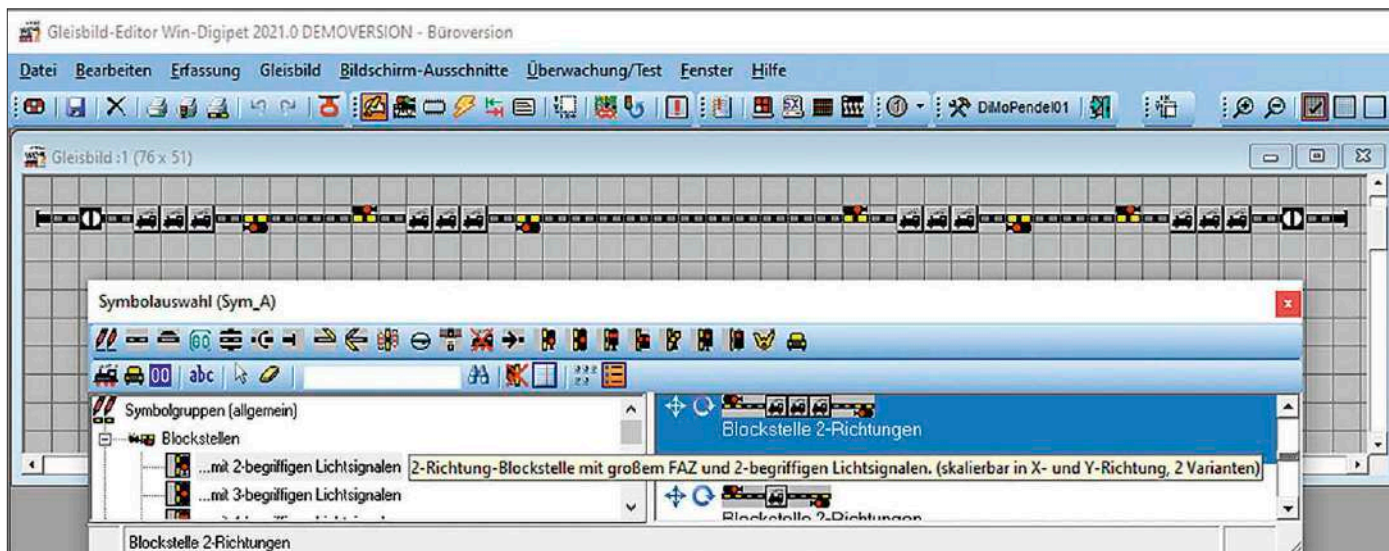 Gleisbild-Editor Win-Digipet 2021.0 DEMOVERSION - Büroversion
Datei Bearbeiten Erfassung Gleisbild Bildschirm-Ausschnitte Überwachung/Test Fenster Hilfe
DiMoPendel01
Gleisbild :1 (76 x 51)
Symbolauswahl (Sym_A)
abc
Symbolgruppen (allgemein)
Blockstelle 2-Richtungen
Blockstellen
...mit 2-begriffigen Lichtsignalen
2-Richtung-Blockstelle mit großem FAZ und 2-begriffigen Lichtsignalen. (skalierbar in X- und Y-Richtung, 2 Varianten)
...mit 3-begriffigen Lichtsignalen
Blockstelle 2-Richtungen
Blockstelle 2-Richtungen